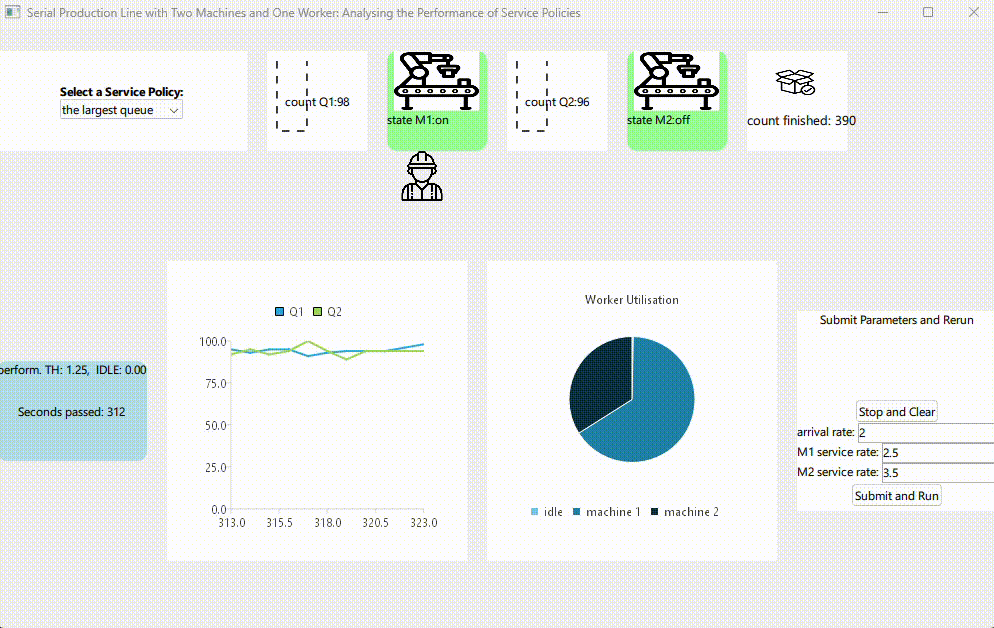 Serial Production Line with Two Machines and One Worker: Analysing the Performance of Service Policies
Select a Service Policy:
the largest queue
count Q1:98
state M1:on
count Q2:96
state M2:off
count finished: 390
Q1 Q2
100.0
75.0
50.0
25.0
0.0
313.0 315.5 318.0 320.5 323.0
Worker Utilisation
idle machine 1 machine 2
perform. TH: 1.25, IDLE: 0.00
Seconds passed: 312
Submit Parameters and Rerun
Stop and Clear
arrival rate: 2
M1 service rate: 2.5
M2 service rate: 3.5
Submit and Run